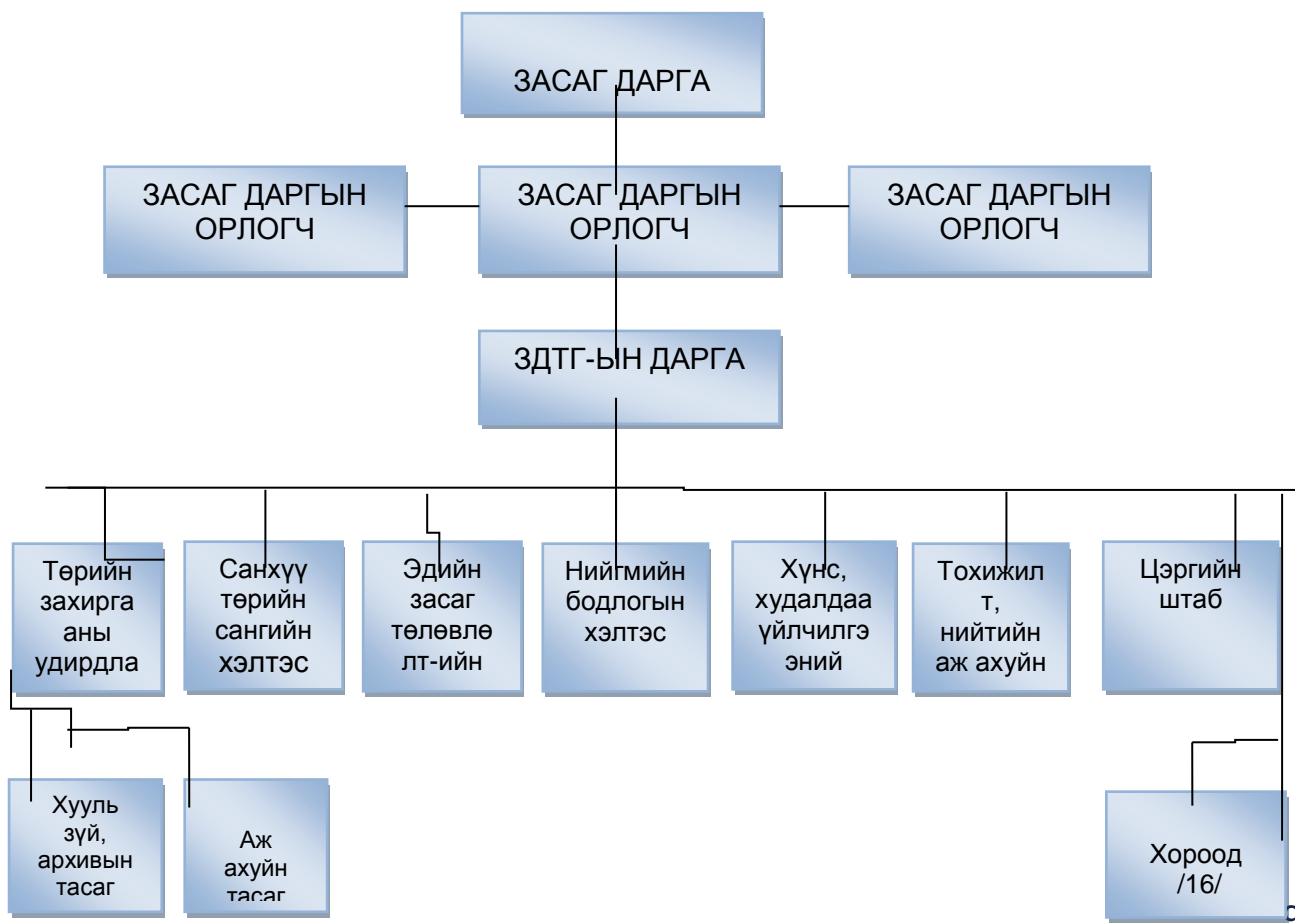 ЗАСАГ ДАРГА
ЗАСАГ ДАРГЫН
ОРЛОГЧ
ЗАСАГ ДАРГЫН
ОРЛОГЧ
ЗАСАГ ДАРГЫН
ОРЛОГЧ
ЗДТГ-ЫН ДАРГА
Төрийн
захирга
аны
удирдла
Санхүү
төрийн
сангийн
хэлтэс
Эдийн
засаг
төлөвлө
лт-ийн
Нийгмийн
бодлогын
хэлтэс
Хүнс,
худалдаа
үйлчилгэ
эний
Тохижил
т,
нийтийн
аж ахуйн
Цэргийн
штаб
Хууль
зүй,
архивын
тасаг
Аж
ахуйн
тасаг
Хороод
/16/